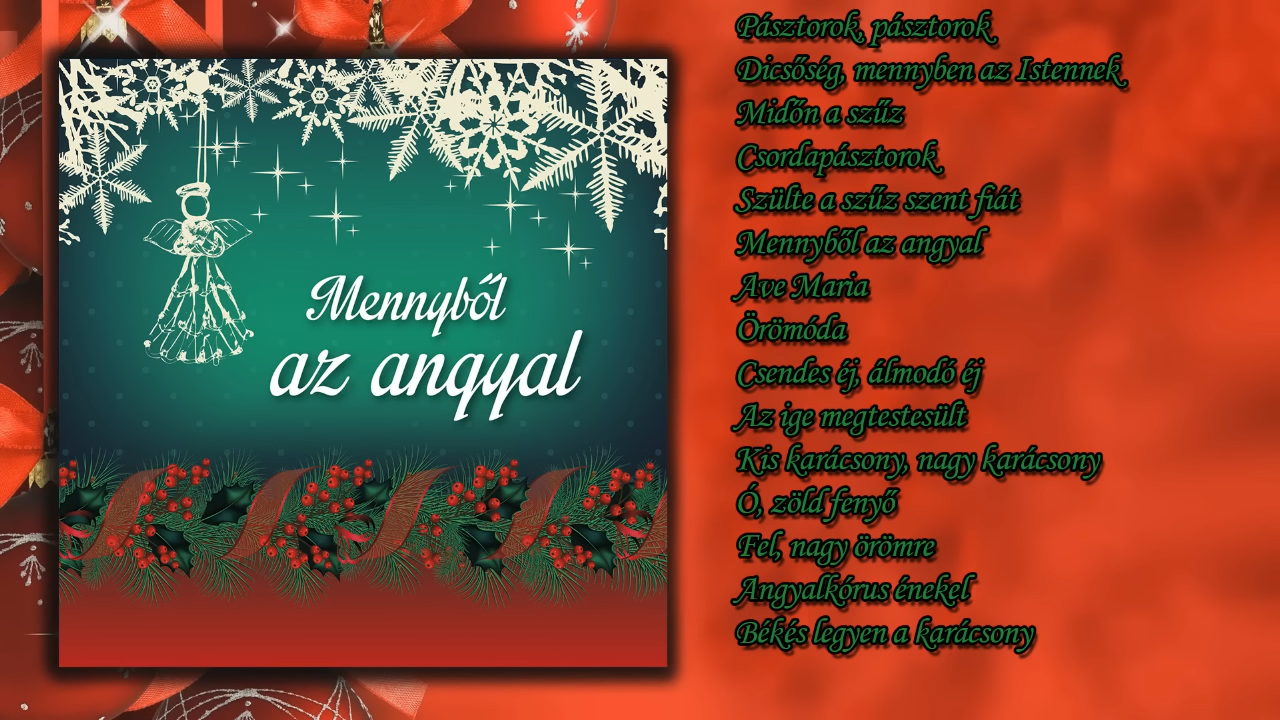 Mennyből
az angyal
Pásztorok, pásztorok
Dicsőség, mennyben az Istennek
Midőn a szűz
Csordapásztorok
Szülte a szűz szent fiát
Mennyből az angyal
Ave Maria
Örömóda
Csendes éj, álmodó éj
Az ige megtestesült
Kis karácsony, nagy karácsony
Ó, zöld fenyő
Fel, nagy örömre
Angyalkórus énekel
Békés legyen a karácsony